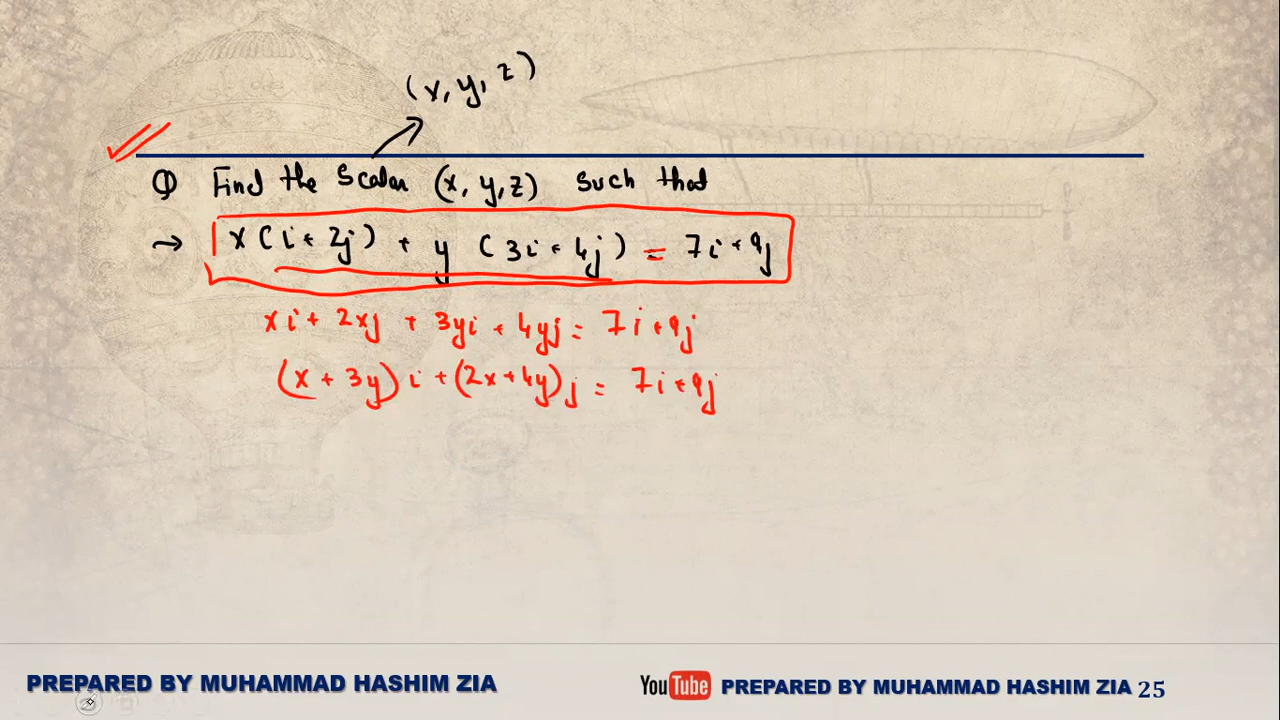 (x, y, z)
Q Find the Scalar (x, y, z) such that
→ x(i+2j) + y (3i+4j) = 7i+9j
xi+2xj + 3yi + 4yj = 7i+9j
(x + 3y)i + (2x+4y)j = 7i+9j
PREPARED BY MUHAMMAD HASHIM ZIA
YouTube PREPARED BY MUHAMMAD HASHIM ZIA 25